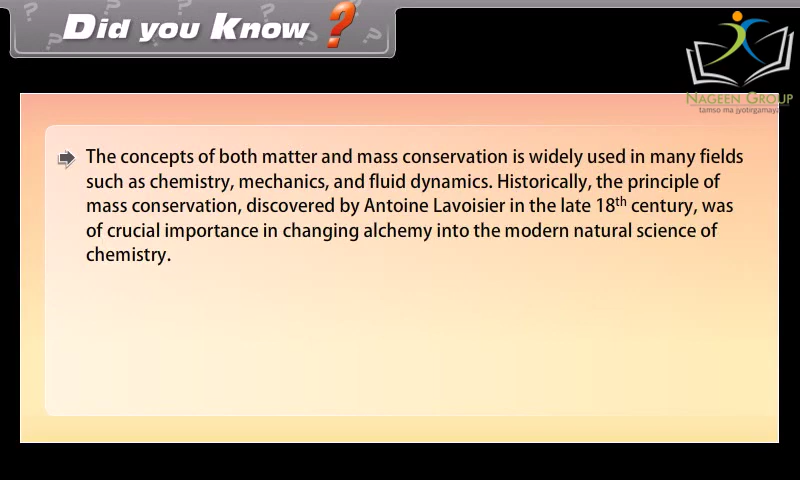 Did you Know ?
NAGEEN GROUP
tamso ma jyotirgamaya
The concepts of both matter and mass conservation is widely used in many fields
such as chemistry, mechanics, and fluid dynamics. Historically, the principle of
mass conservation, discovered by Antoine Lavoisier in the late 18th century, was
of crucial importance in changing alchemy into the modern natural science of
chemistry.